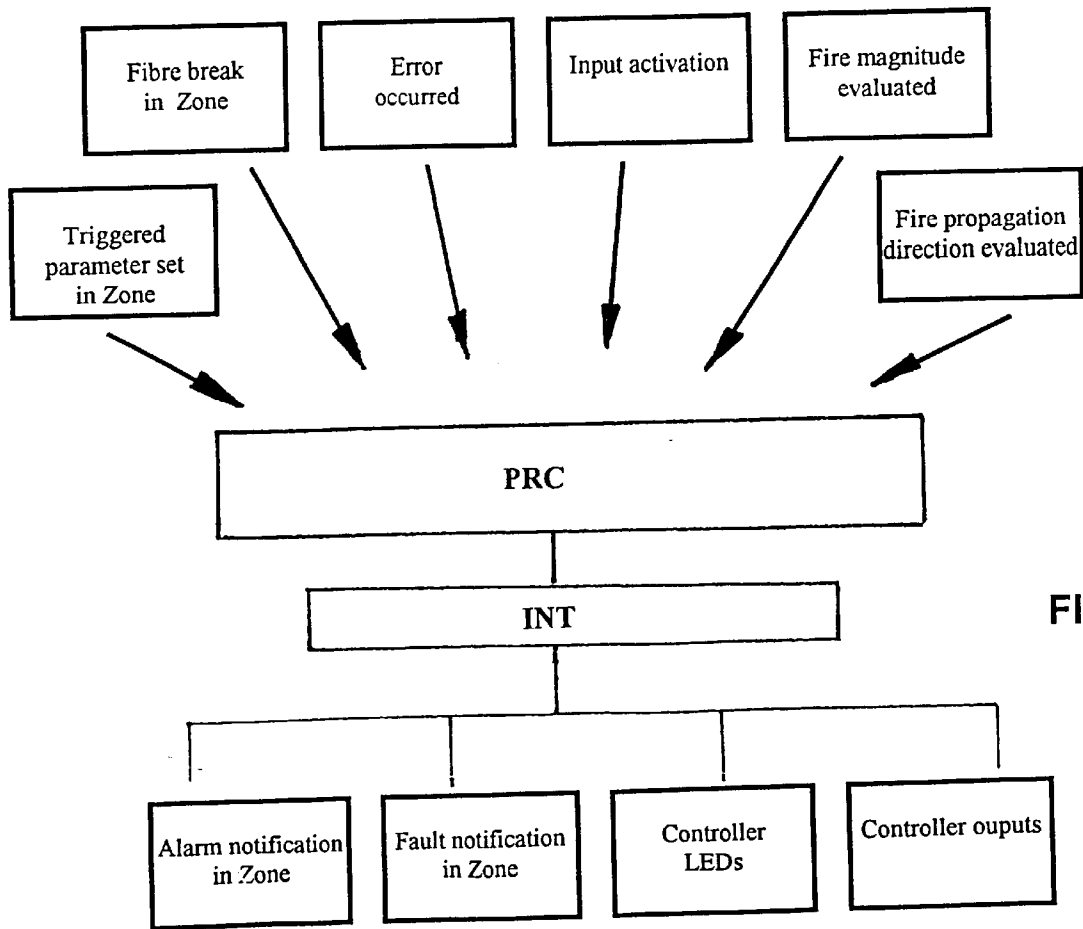 Fibre break
in Zone
Error
occurred
Input activation
Fire magnitude
evaluated
Triggered
parameter set
in Zone
Fire propagation
direction evaluated
PRC
INT
FI
Alarm notification
in Zone
Fault notification
in Zone
Controller
LEDs
Controller ouputs